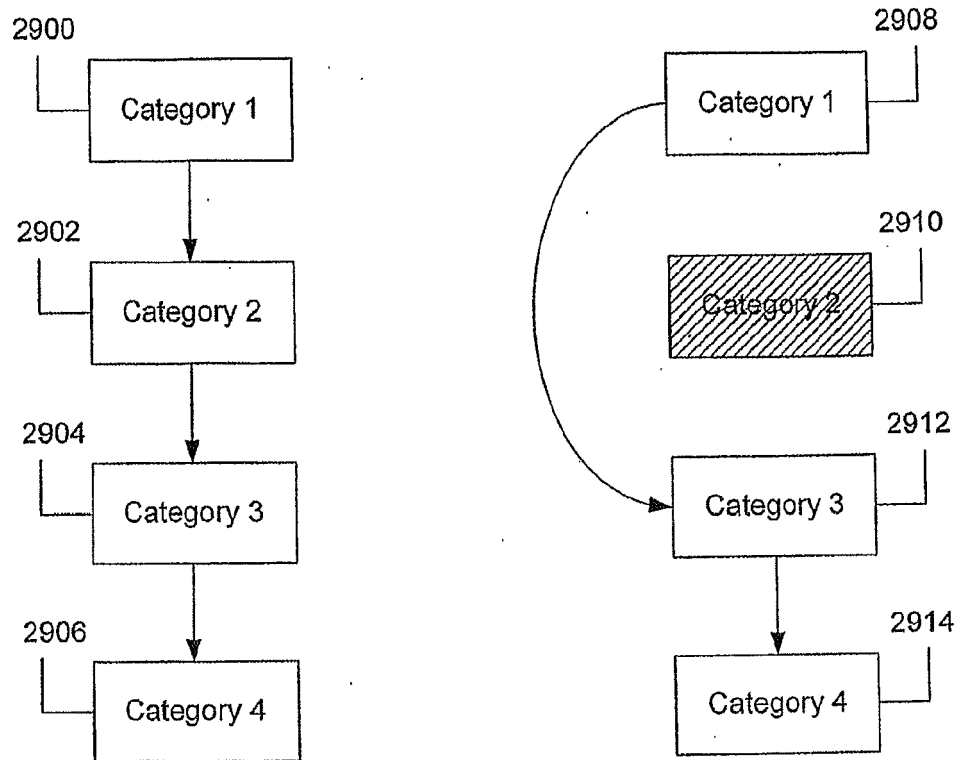 2900
Category 1
2902
Category 2
2904
Category 3
2906
Category 4
2908
Category 1
2910
Category 2
2912
Category 3
2914
Category 4